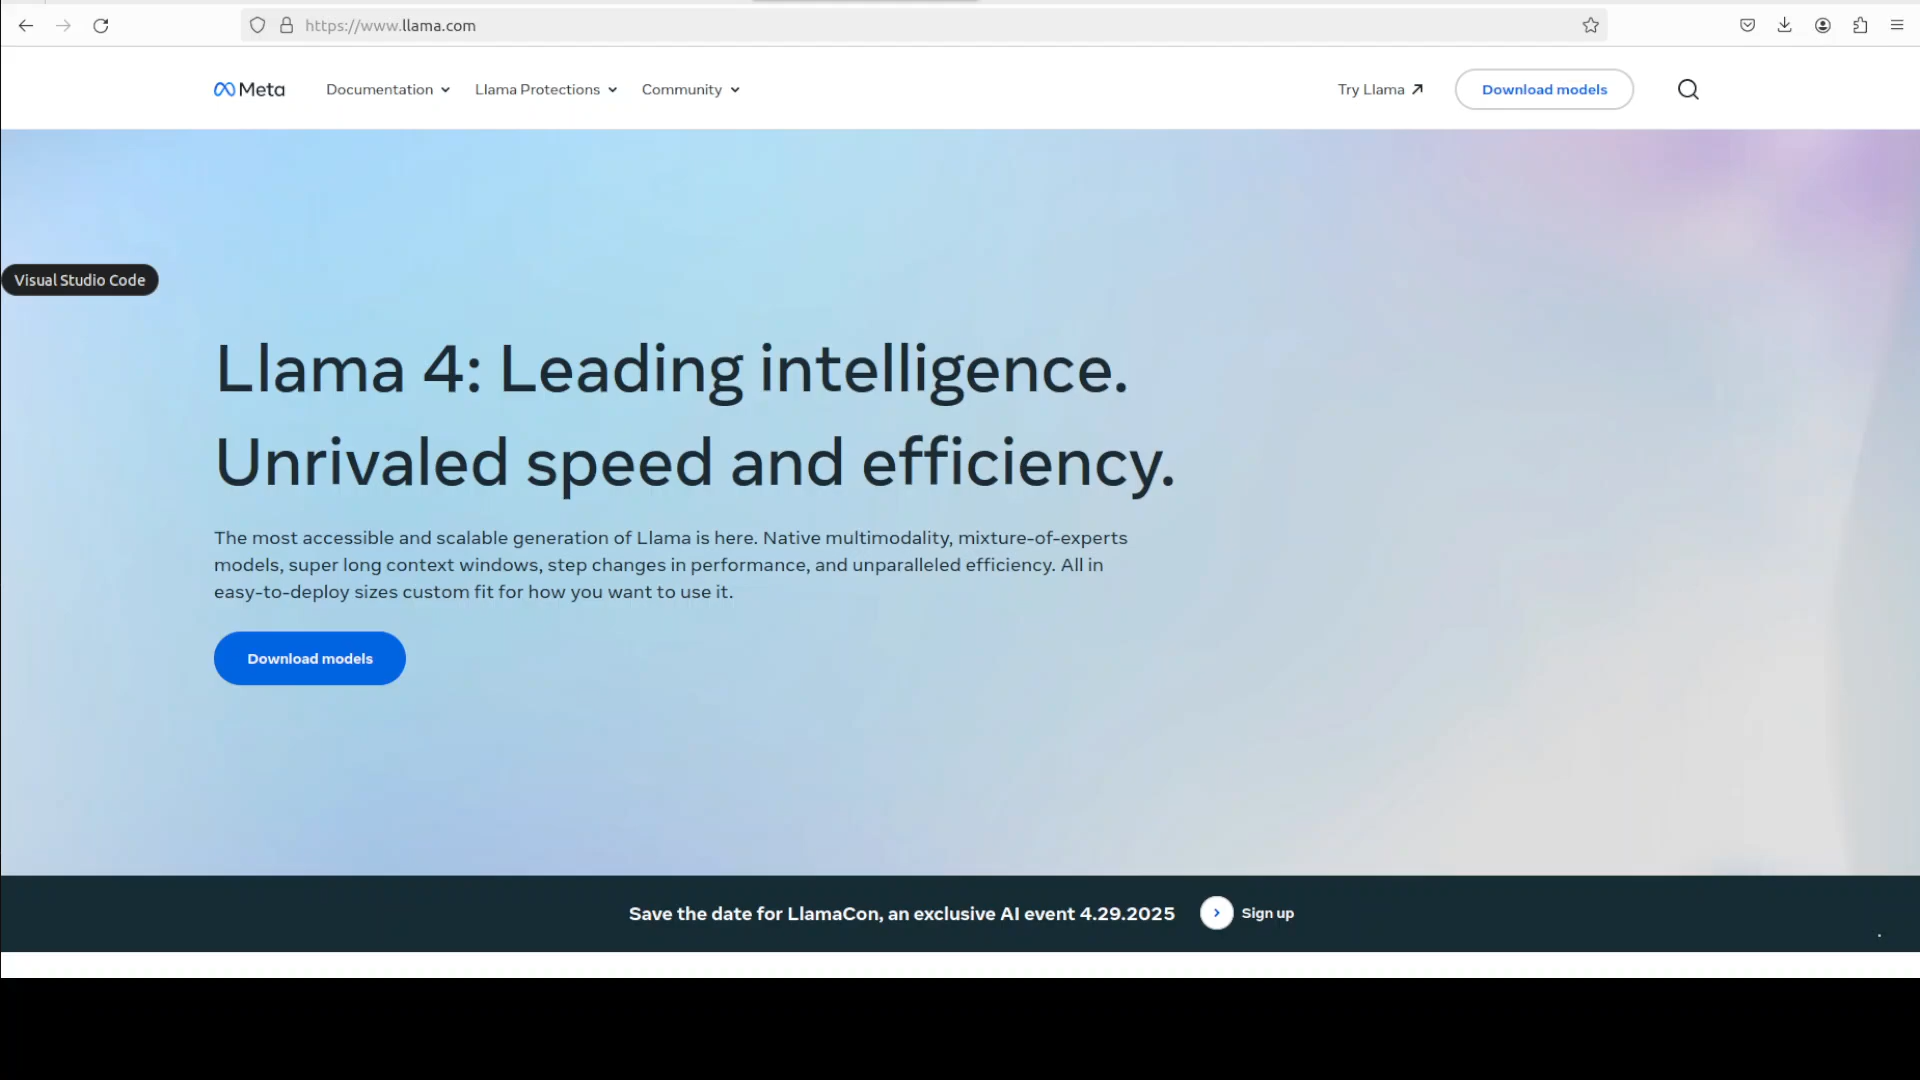 https://www.llama.com
Meta
Documentation
Llama Protections
Community
Try Llama
Download models
Visual Studio Code
Llama 4: Leading intelligence.
Unrivaled speed and efficiency.
The most accessible and scalable generation of Llama is here. Native multimodality, mixture-of-experts
models, super long context windows, step changes in performance, and unparalleled efficiency. All in
easy-to-deploy sizes custom fit for how you want to use it.
Download models
Save the date for LlamaCon, an exclusive AI event 4.29.2025
Sign up